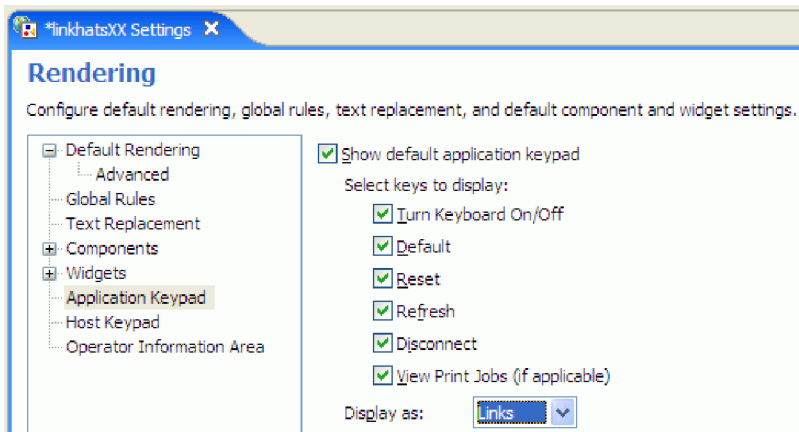 *linkhatsXX Settings
Rendering
Configure default rendering, global rules, text replacement, and default component and widget settings.
Default Rendering
Advanced
Global Rules
Text Replacement
Components
Widgets
Application Keypad
Host Keypad
Operator Information Area
Show default application keypad
Select keys to display:
Turn Keyboard On/Off
Default
Reset
Refresh
Disconnect
View Print Jobs (if applicable)
Display as: Links